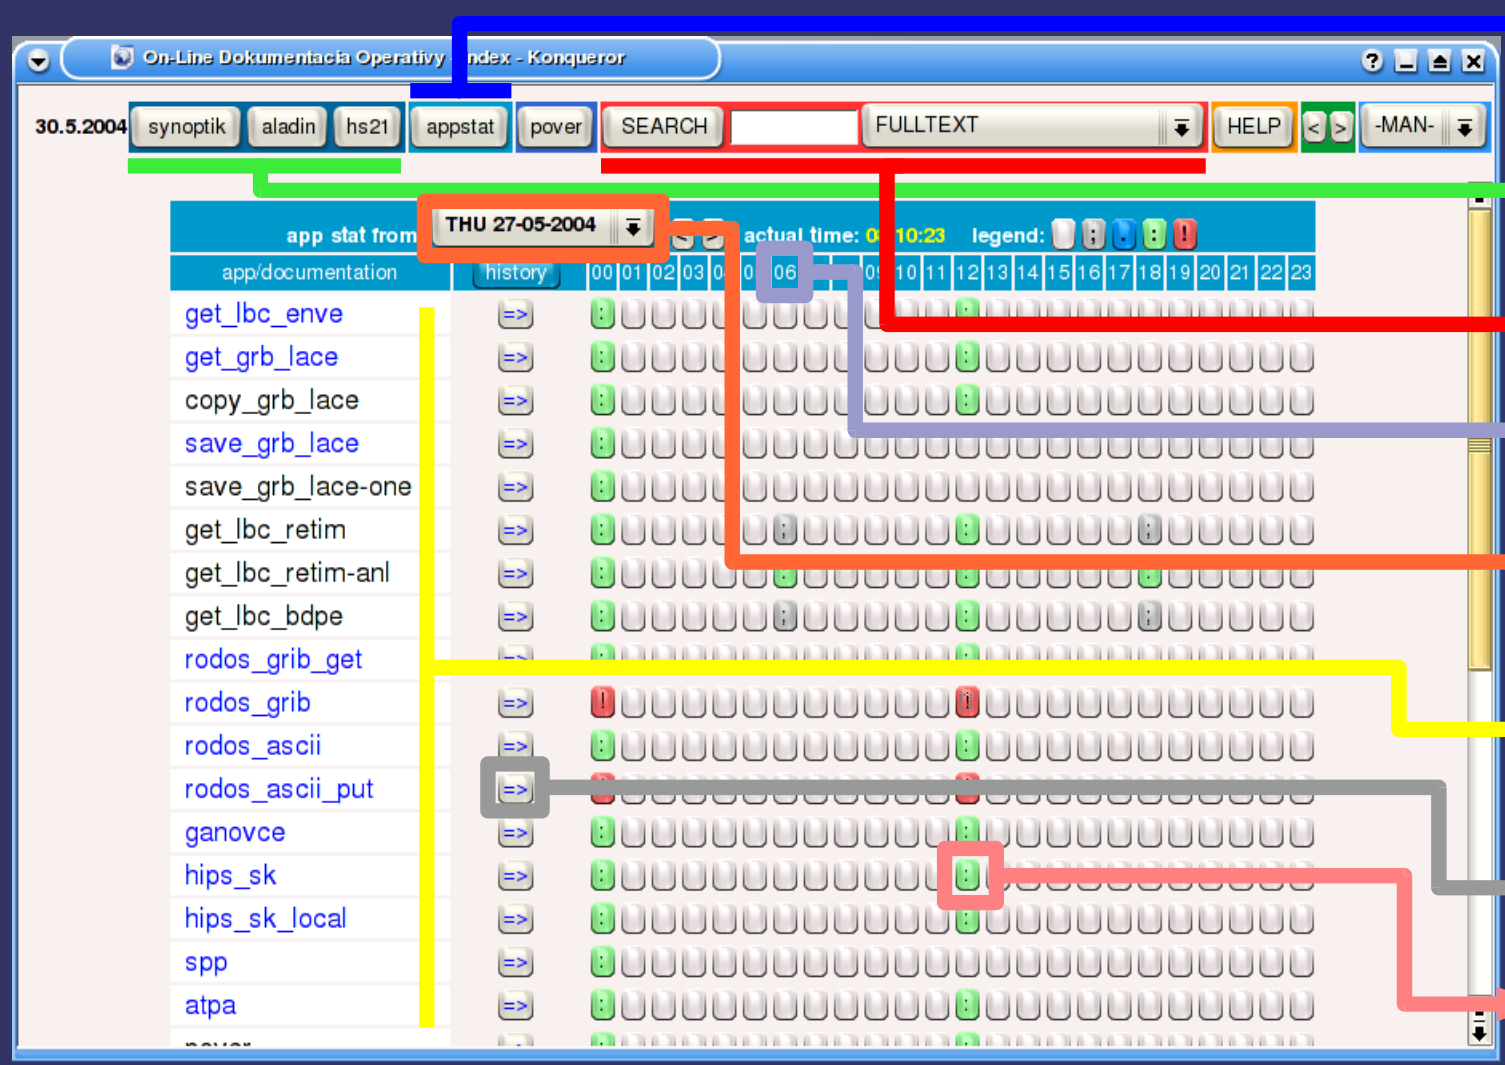 On-Line Dokumentacia Operativy - Index - Konqueror
30.5.2004 synoptik aladin hs21 appstat pover SEARCH FULLTEXT HELP < > -MAN-
app stat from THU 27-05-2004 < > actual time: 10:23 legend: ; : : !
app/documentation history 00 01 02 03 06 10 11 12 13 14 15 16 17 18 19 20 21 22 23
get_lbc_enve => : :
get_grb_lace => : :
copy_grb_lace => : :
save_grb_lace => :
save_grb_lace-one => :
get_lbc_retim => : ; : ;
get_lbc_retim-anl => : : : :
get_lbc_bdpe => : ; : ;
rodos_grib_get => : :
rodos_grib => ! !
rodos_ascii => : :
rodos_ascii_put => ! !
ganovce => : :
hips_sk => : :
hips_sk_local => : :
spp => :
atpa => : :